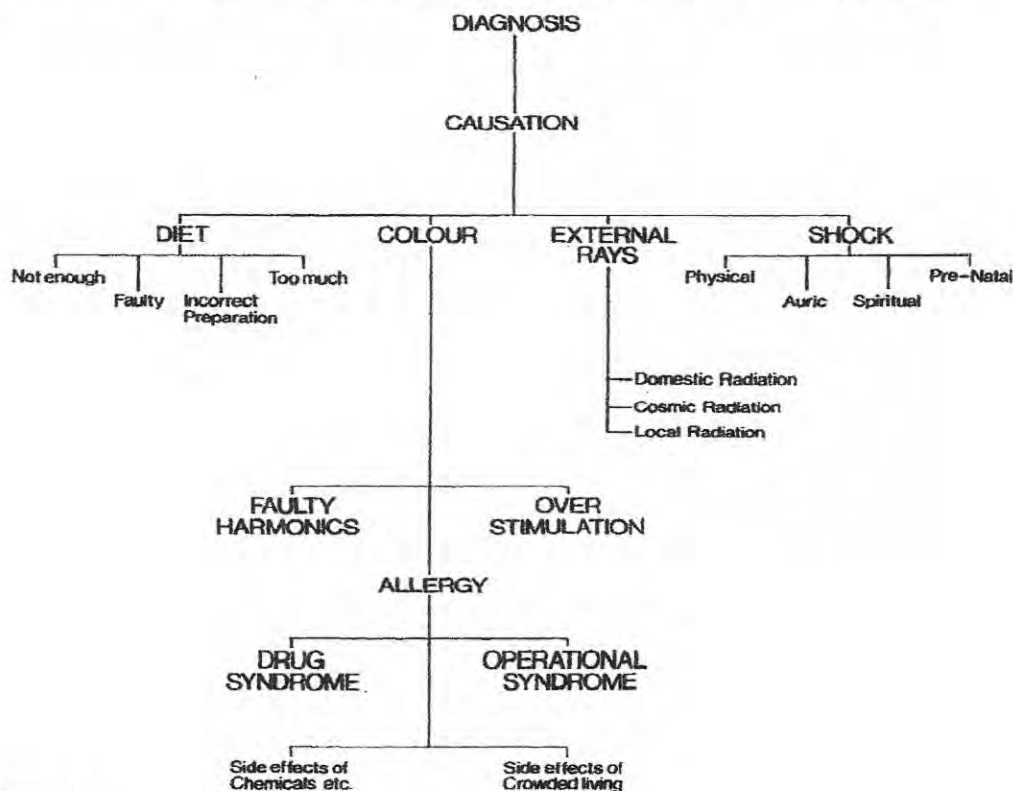 DIAGNOSIS
CAUSATION
DIET
COLOUR
EXTERNAL
RAYS
SHOCK
Not enough
Faulty
Incorrect
Preparation
Too much
Physical
Auric
Spiritual
Pre-Natal
Domestic Radiation
Cosmic Radiation
Local Radiation
FAULTY
HARMONICS
OVER
STIMULATION
ALLERGY
DRUG
SYNDROME
OPERATIONAL
SYNDROME
Side effects of
Chemicals etc.
Side effects of
Crowded living